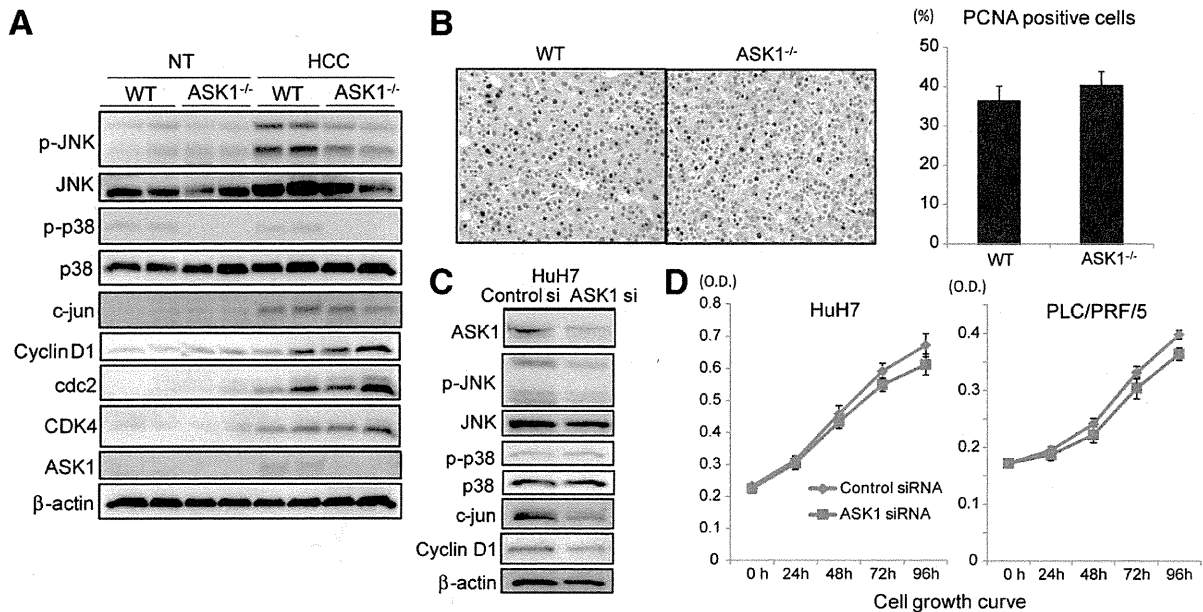 A
NT HCC
WT ASK1-/- WT ASK1-/-
p-JNK
JNK
p-p38
p38
c-jun
Cyclin D1
cdc2
CDK4
ASK1
β-actin
B
WT ASK1-/-
(%) PCNA positive cells
50
40
30
20
10
0
WT ASK1-/-
C
HuH7
Control si ASK1 si
ASK1
p-JNK
JNK
p-p38
p38
c-jun
Cyclin D1
β-actin
D
(O.D.)
HuH7
0.8
0.7
0.6
0.5
0.4
0.3
0.2
0.1
0
0 h 24h 48h 72h 96h
Control siRNA
ASK1 siRNA
(O.D.)
PLC/PRF/5
0.4
0.3
0.2
0.1
0
0 h 24h 48h 72h 96h
Cell growth curve